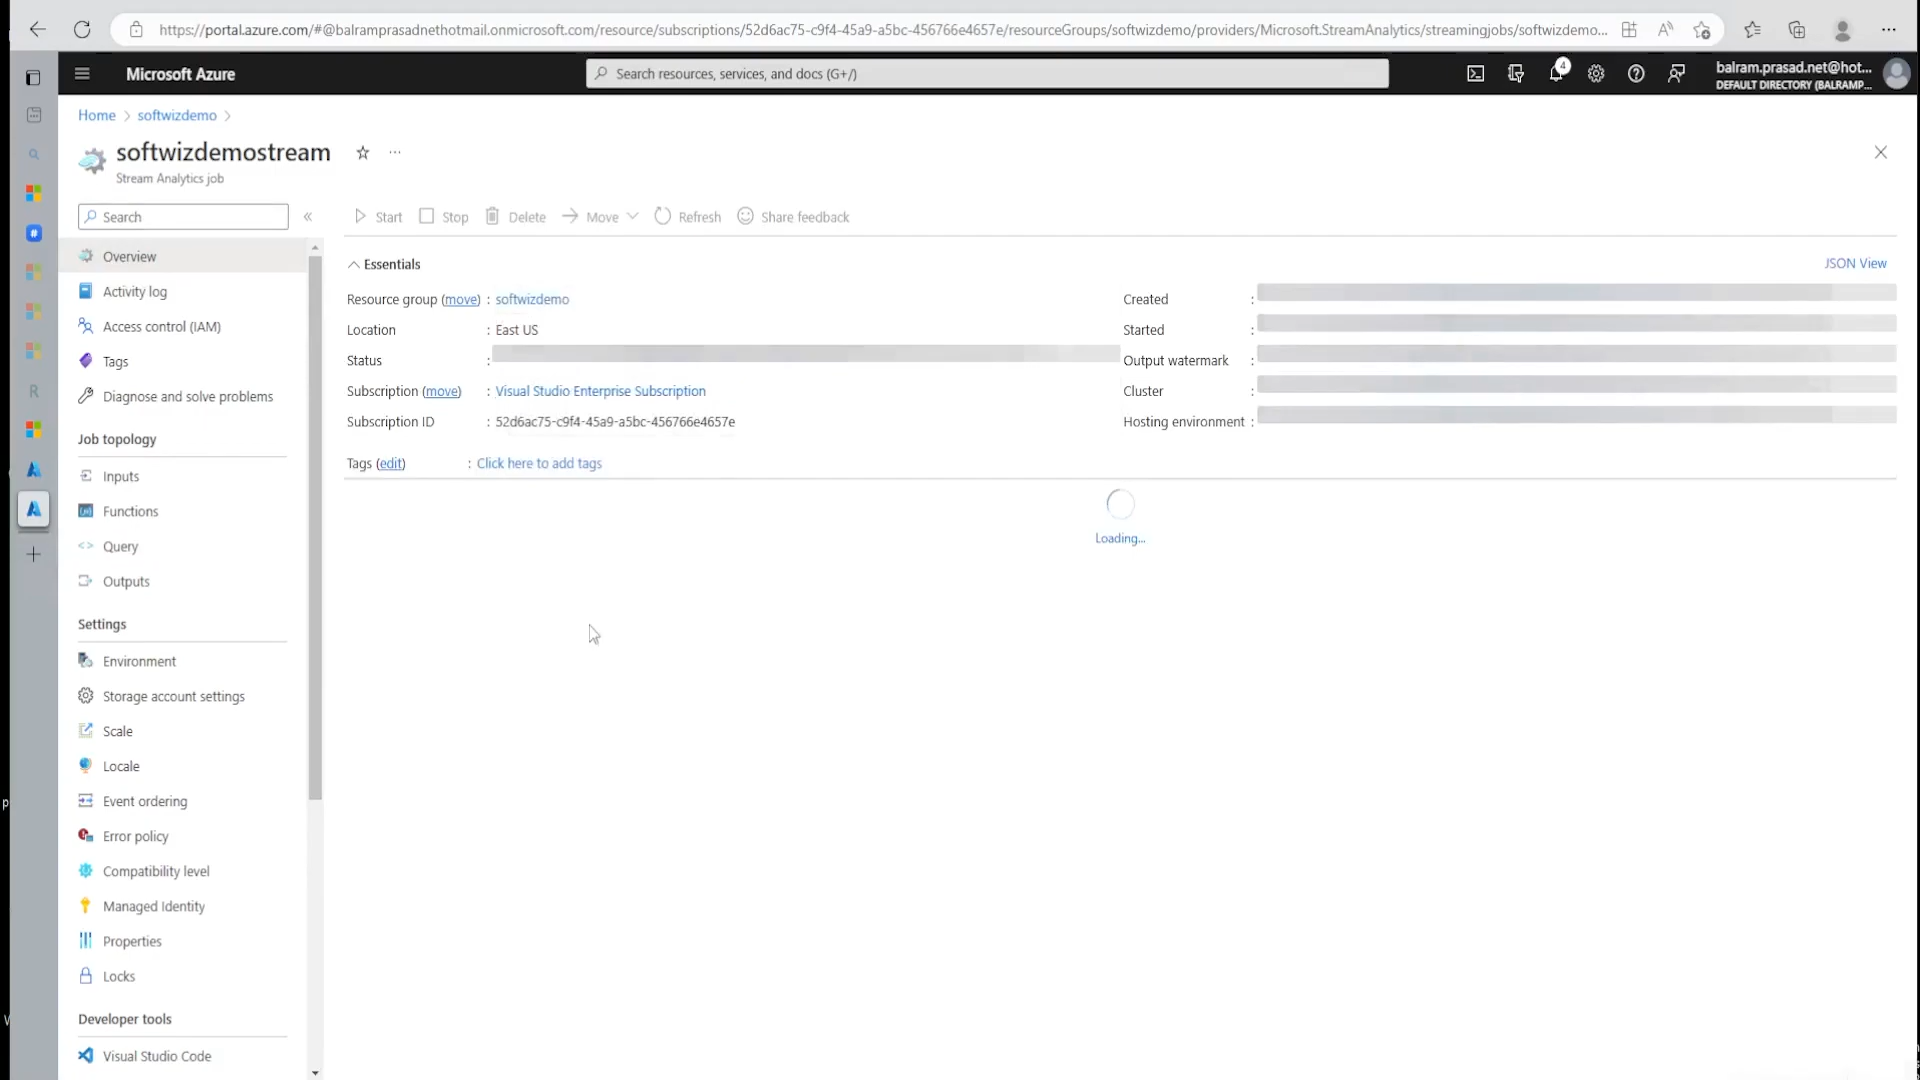 https://portal.azure.com/#@balramprasadnethotmail.onmicrosoft.com/resource/subscriptions/52d6ac75-c9f4-45a9-a5bc-456766e4657e/resourceGroups/softwizdemo/providers/Microsoft.StreamAnalytics/streamingjobs/softwizdemo...
Microsoft Azure
Search resources, services, and docs (G+/)
4
balram.prasad.net@hot...
DEFAULT DIRECTORY (BALRAMP...
Home > softwizdemo >
softwizdemostream
Stream Analytics job
Search
Start
Stop
Delete
Move
Refresh
Share feedback
Overview
Activity log
Access control (IAM)
Tags
Diagnose and solve problems
Job topology
Inputs
Functions
Query
Outputs
Settings
Environment
Storage account settings
Scale
Locale
Event ordering
Error policy
Compatibility level
Managed Identity
Properties
Locks
Developer tools
Visual Studio Code
Essentials
JSON View
Resource group (move) : softwizdemo
Location : East US
Status :
Subscription (move) : Visual Studio Enterprise Subscription
Subscription ID : 52d6ac75-c9f4-45a9-a5bc-456766e4657e
Created :
Started :
Output watermark :
Cluster :
Hosting environment :
Tags (edit) : Click here to add tags
Loading...